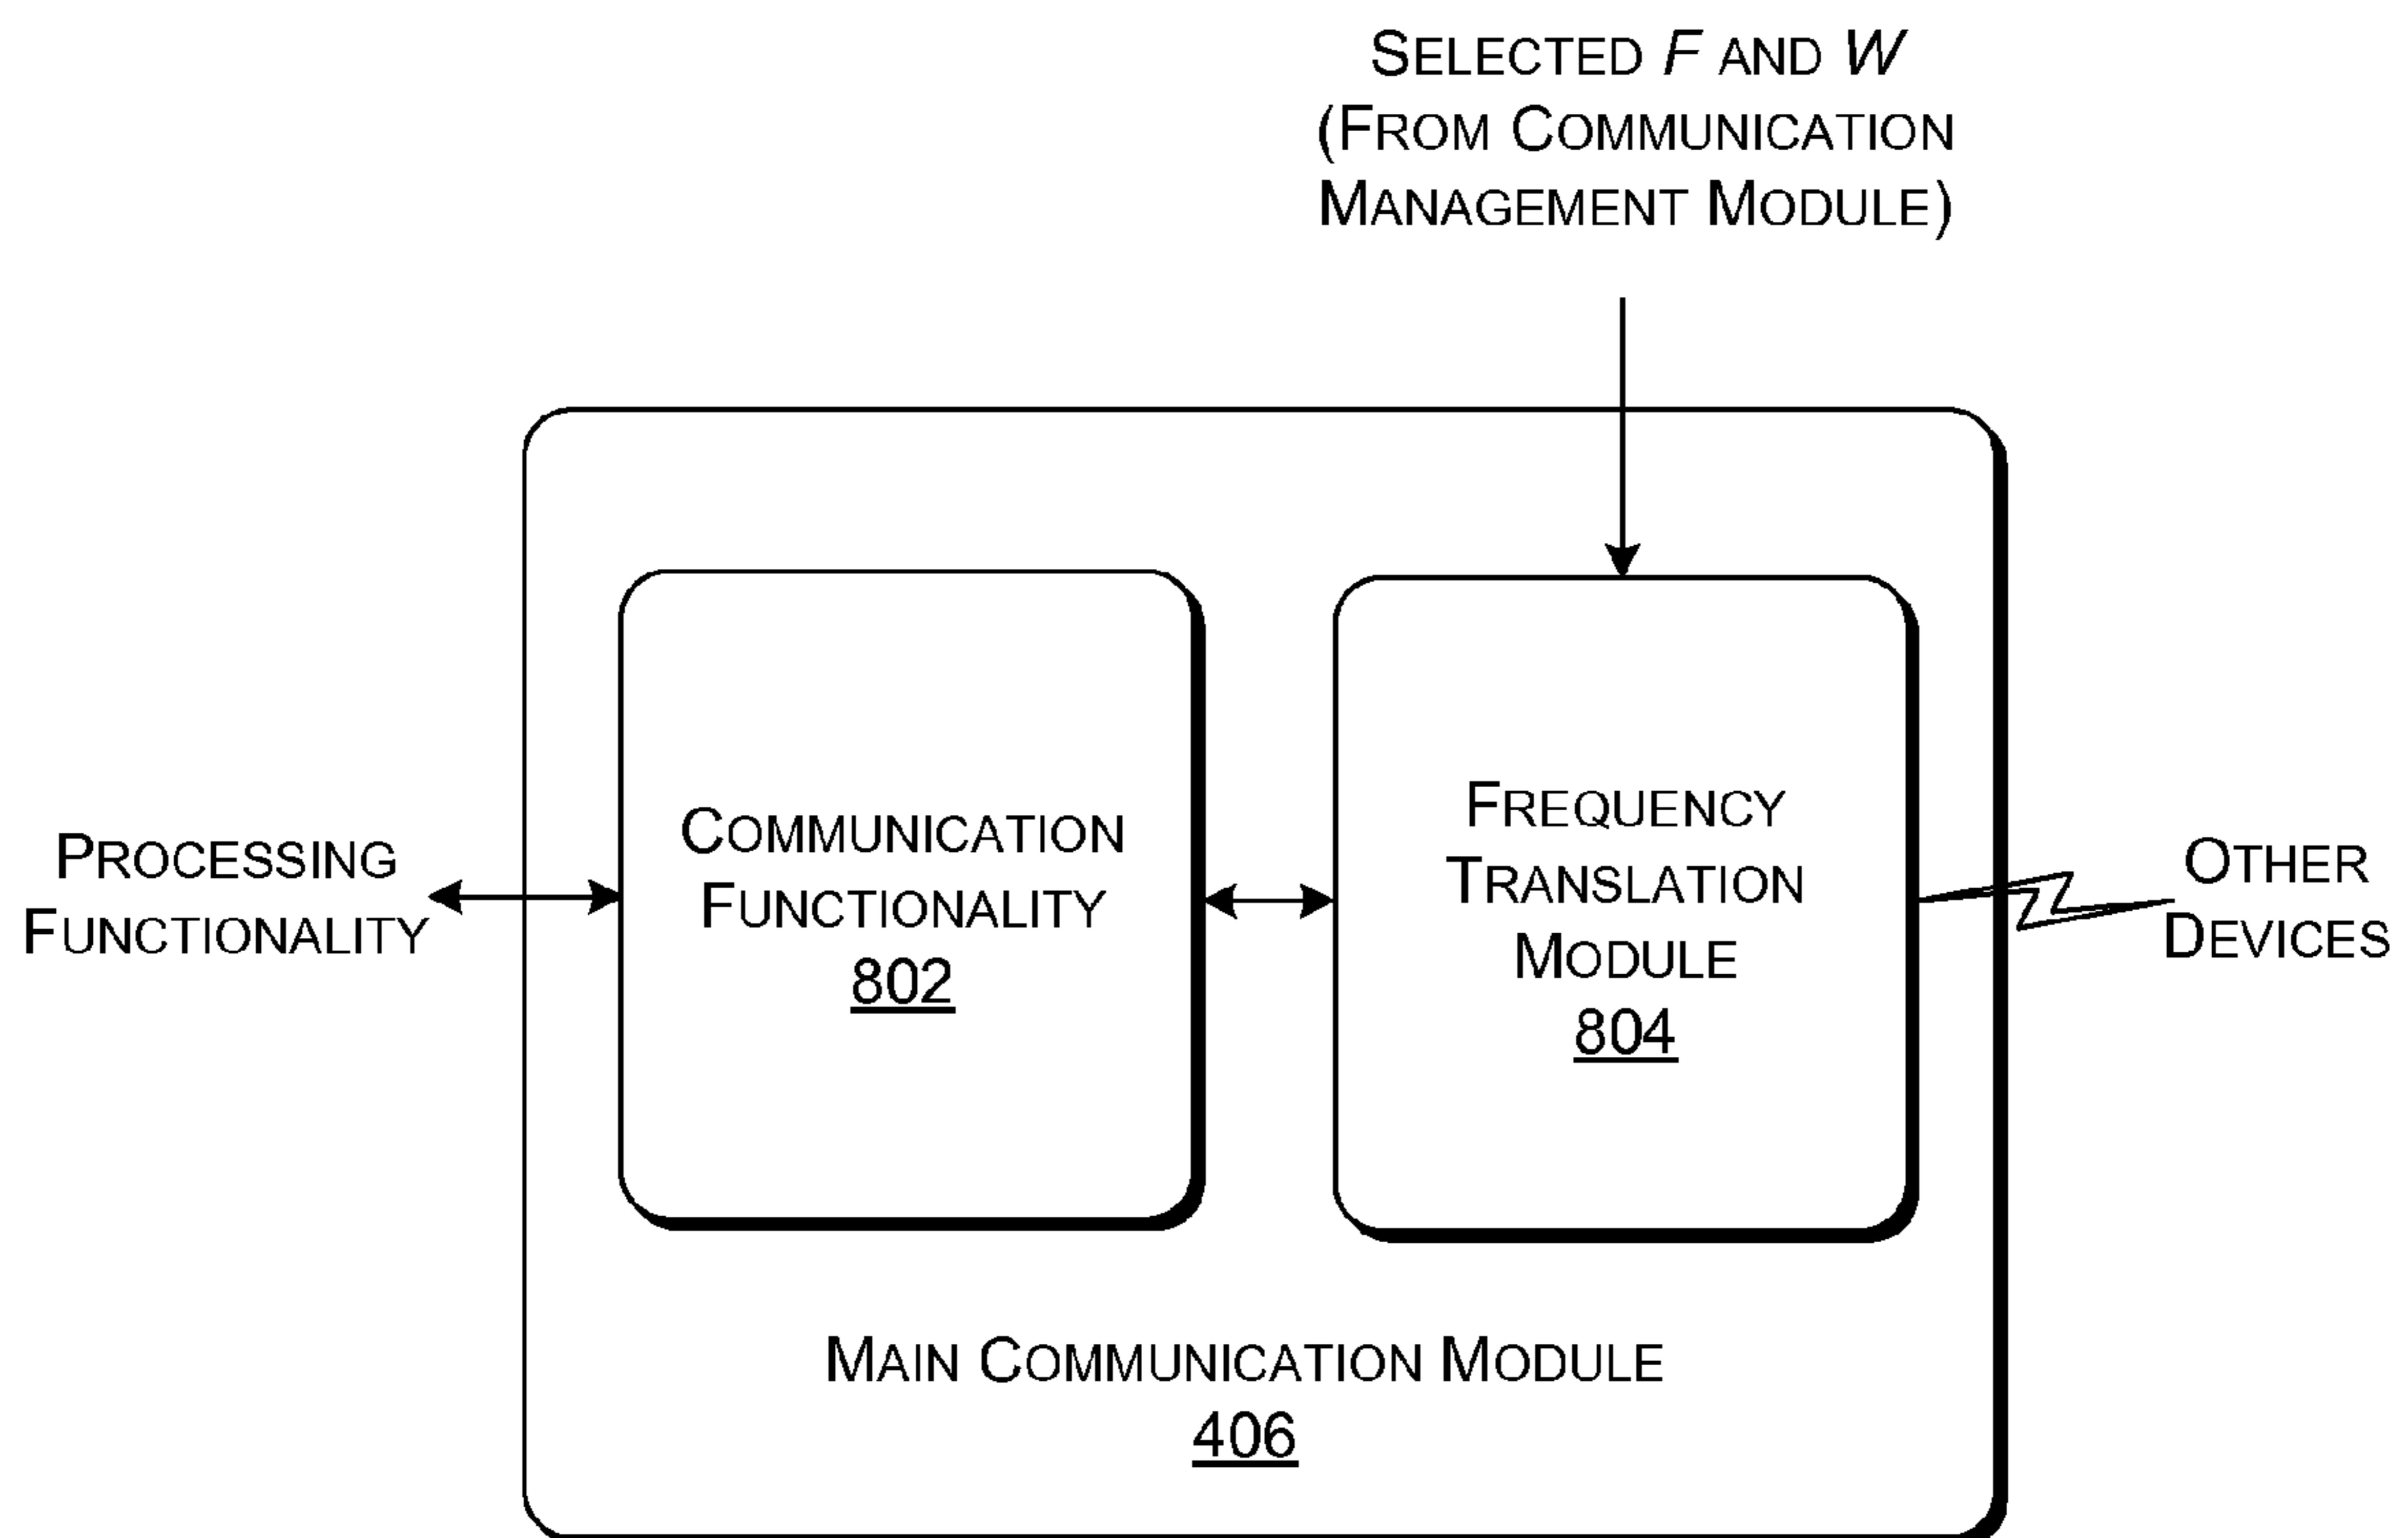 SELECTED F AND W
(FROM COMMUNICATION
MANAGEMENT MODULE)
PROCESSING
FUNCTIONALITY
COMMUNICATION
FUNCTIONALITY
802
FREQUENCY
TRANSLATION
MODULE
804
OTHER
DEVICES
MAIN COMMUNICATION MODULE
406